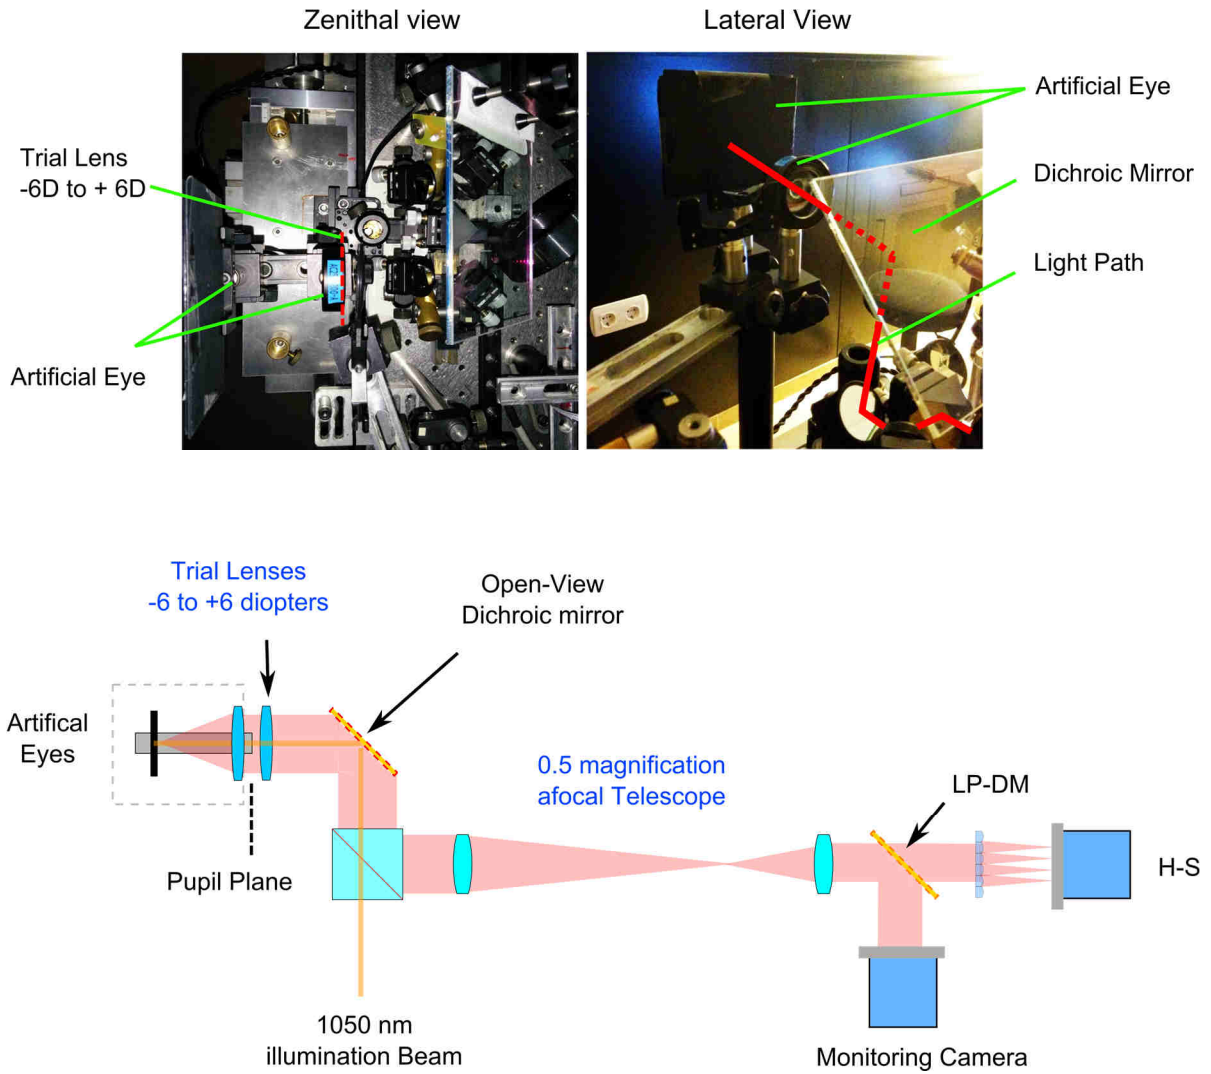 Zenithal view
Lateral View
Artificial Eye
Trial Lens
-6D to + 6D
Dichroic Mirror
Light Path
Artificial Eye
Trial Lenses
-6 to +6 diopters
Open-View
Dichroic mirror
Artifical
Eyes
0.5 magnification
afocal Telescope
LP-DM
Pupil Plane
H-S
1050 nm
illumination Beam
Monitoring Camera